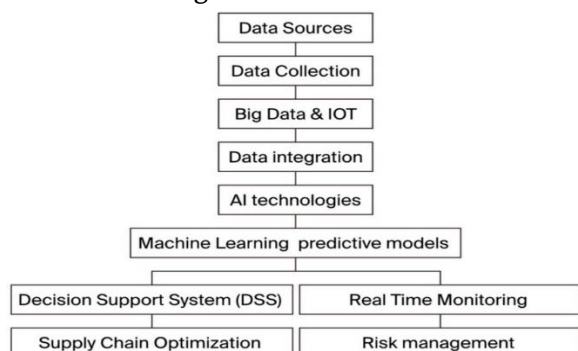 Data Sources
Data Collection
Big Data & IOT
Data integration
AI technologies
Machine Learning predictive models
Decision Support System (DSS)
Real Time Monitoring
Supply Chain Optimization
Risk management